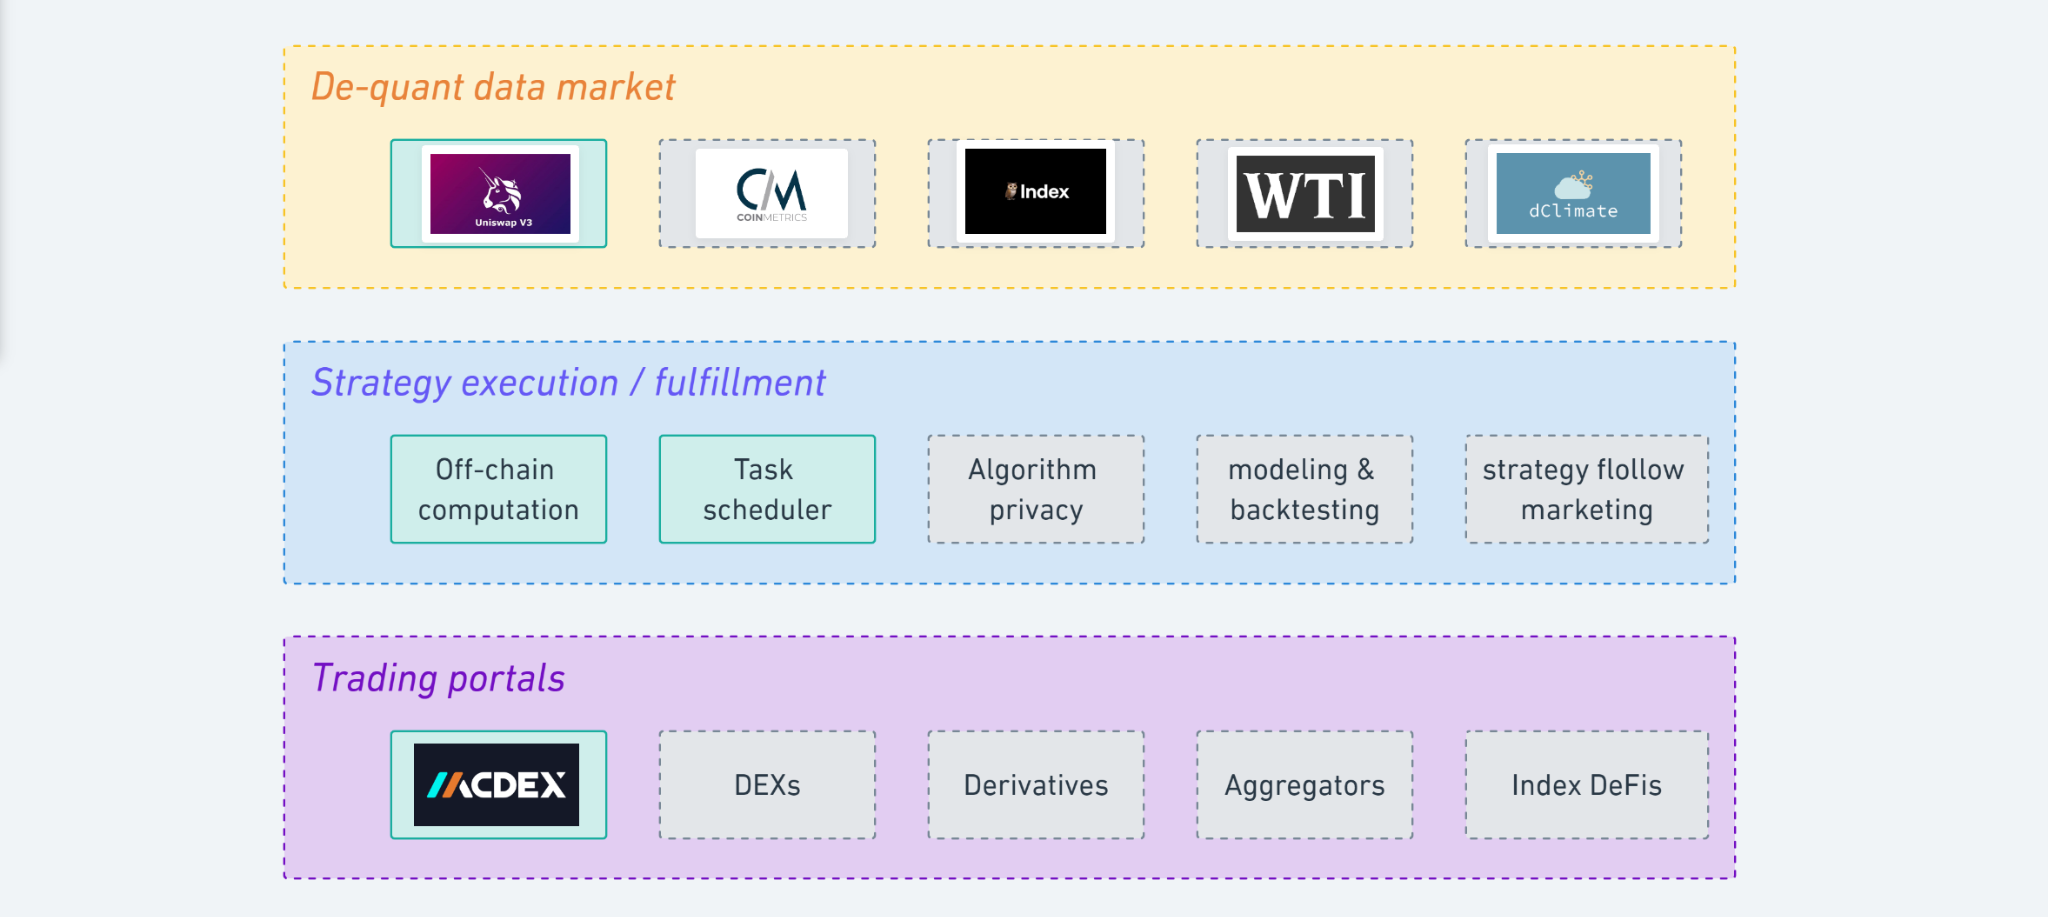 De-quant data market
Uniswap V3
CM
COINMETRICS
Index
WTI
dClimate
Strategy execution / fulfillment
Off-chain
computation
Task
scheduler
Algorithm
privacy
modeling &
backtesting
strategy flollow
marketing
Trading portals
MCDEX
DEXs
Derivatives
Aggregators
Index DeFis